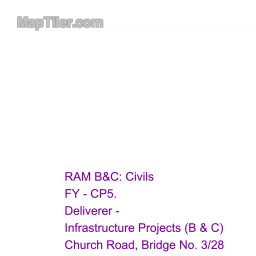 MapTiler.com
RAM B&C: Civils
FY - CP5.
Deliverer -
Infrastructure Projects (B & C)
Church Road, Bridge No. 3/28